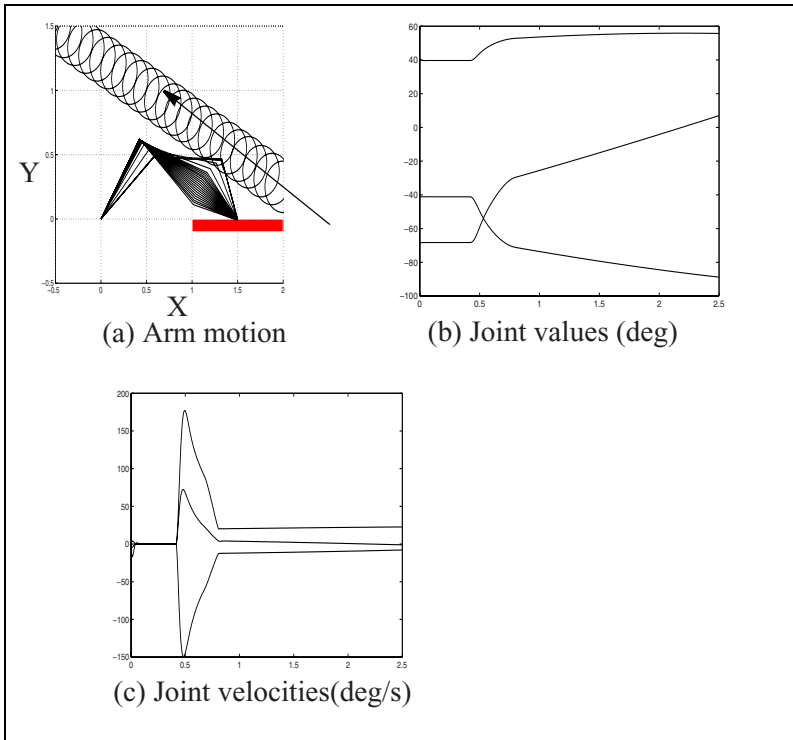 1.5
1
0.5
0
-0.5
-0.5 0 0.5 1 1.5 2
Y
X
(a) Arm motion
60
40
20
0
-20
-40
-60
-80
-100
0 0.5 1 1.5 2 2.5
(b) Joint values (deg)
200
150
100
50
0
-50
-100
-150
0 0.5 1 1.5 2 2.5
(c) Joint velocities(deg/s)